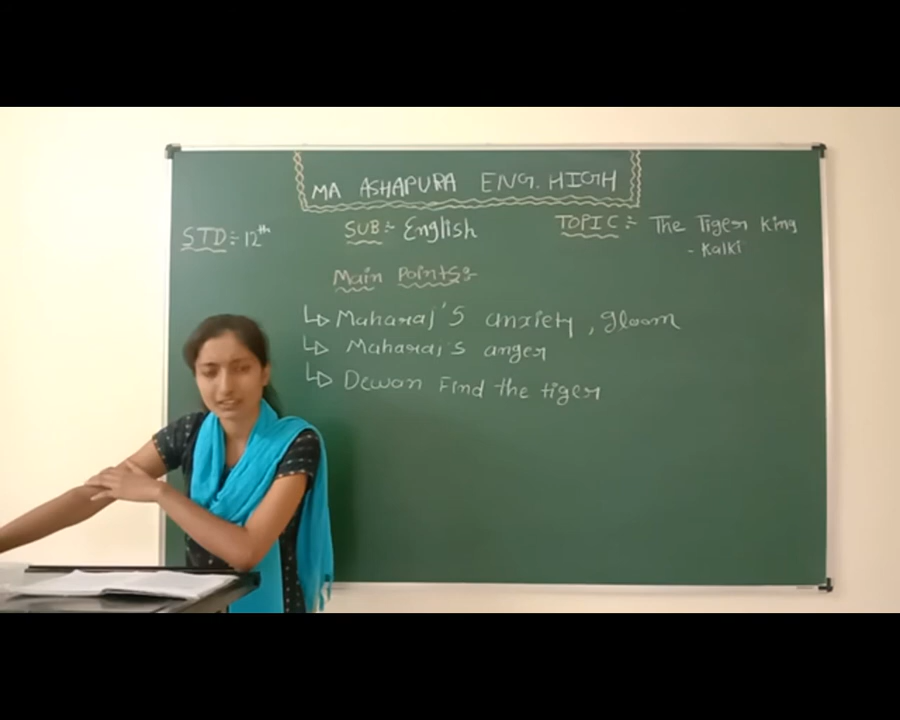 MA ASHAPURA ENG. HIGH
STD:- 12th
SUB:- English
TOPIC:- The Tiger King
- Kalki
Main Points:-
↳ Maharaj's anxiety, gloom
↳ Maharaj's anger
↳ Dewan Find the tiger